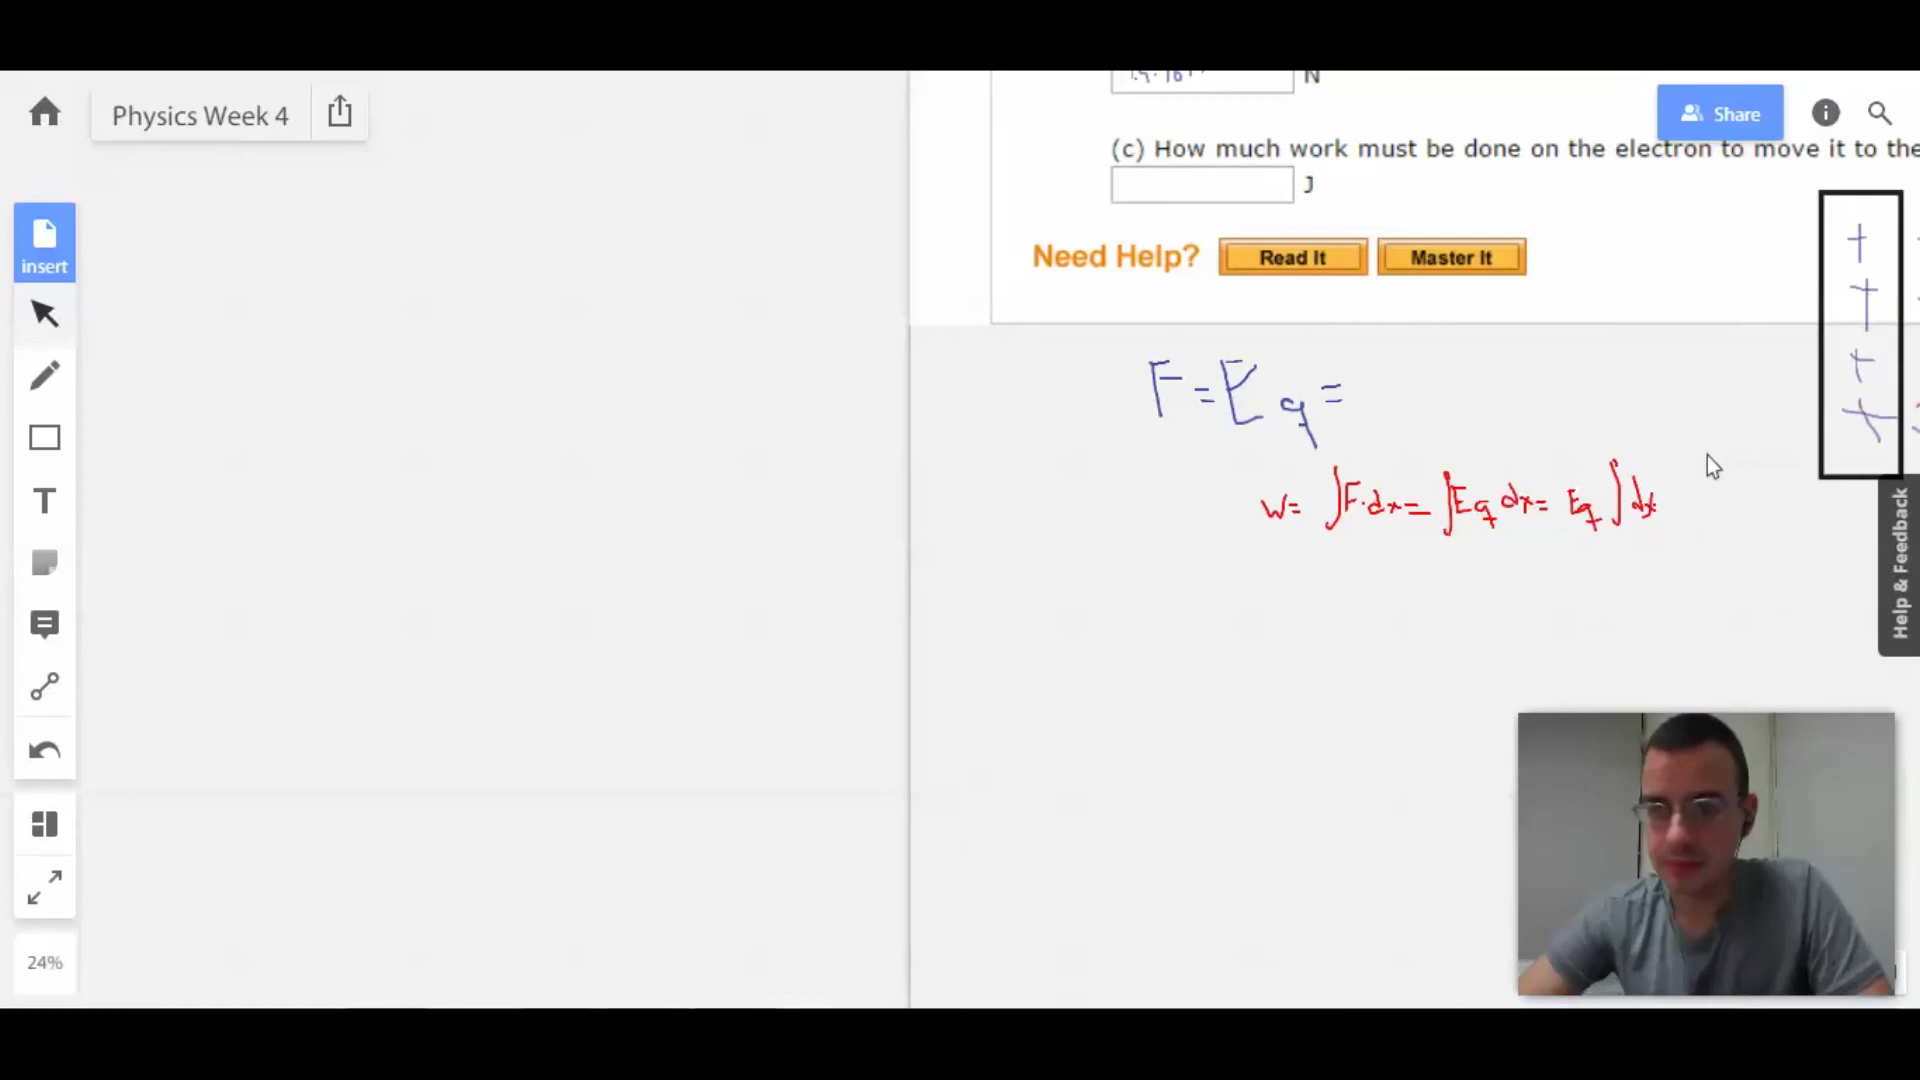 N
Physics Week 4
Share
(c) How much work must be done on the electron to move it to the
J
insert
Need Help? Read It Master It
F = Eq =
W = ∫F·dx = ∫Eq dx = Eq ∫dx
T
Help & Feedback
24%
+
+
+
+